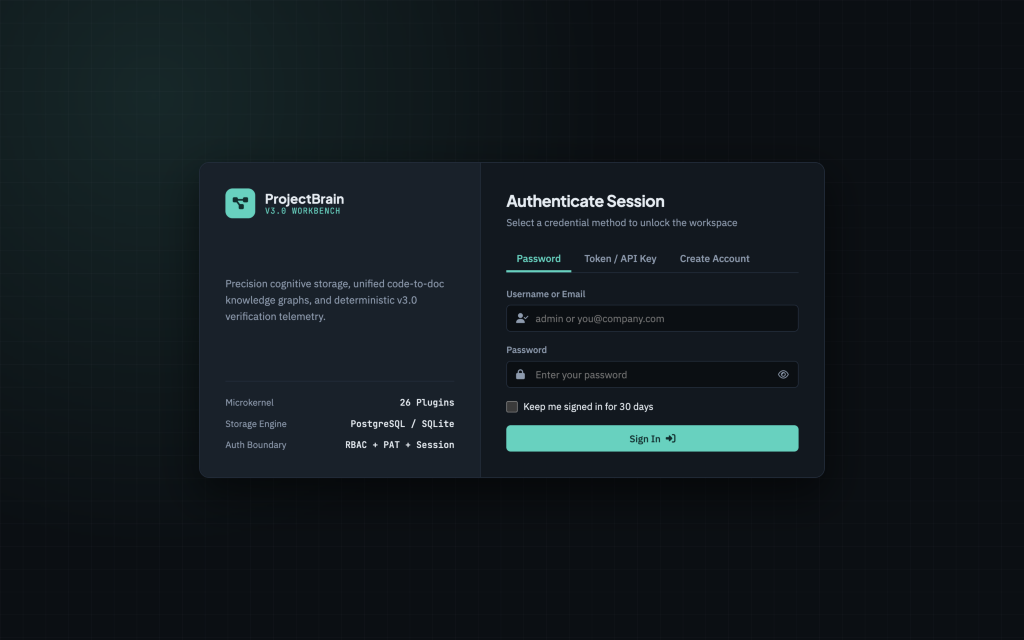 ProjectBrain
V3.0 WORKBENCH
Precision cognitive storage, unified code-to-doc
knowledge graphs, and deterministic v3.0
verification telemetry.
Microkernel 26 Plugins
Storage Engine PostgreSQL / SQLite
Auth Boundary RBAC + PAT + Session
Authenticate Session
Select a credential method to unlock the workspace
Password Token / API Key Create Account
Username or Email
admin or you@company.com
Password
Enter your password
Keep me signed in for 30 days
Sign In